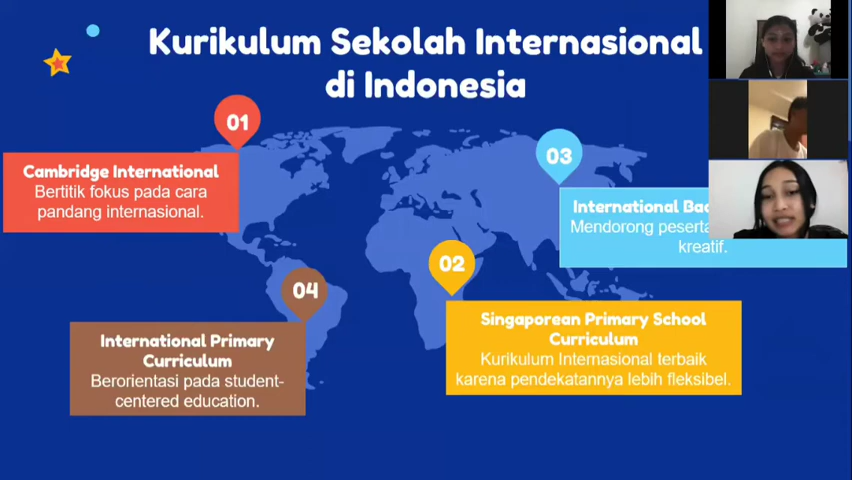 Kurikulum Sekolah Internasional
di Indonesia
01
Cambridge International
Bertitik fokus pada cara
pandang internasional.
02
Singaporean Primary School
Curriculum
Kurikulum Internasional terbaik
karena pendekatannya lebih fleksibel.
03
International
Mendorong
kreatif.
04
International Primary
Curriculum
Berorientasi pada student-
centered education.